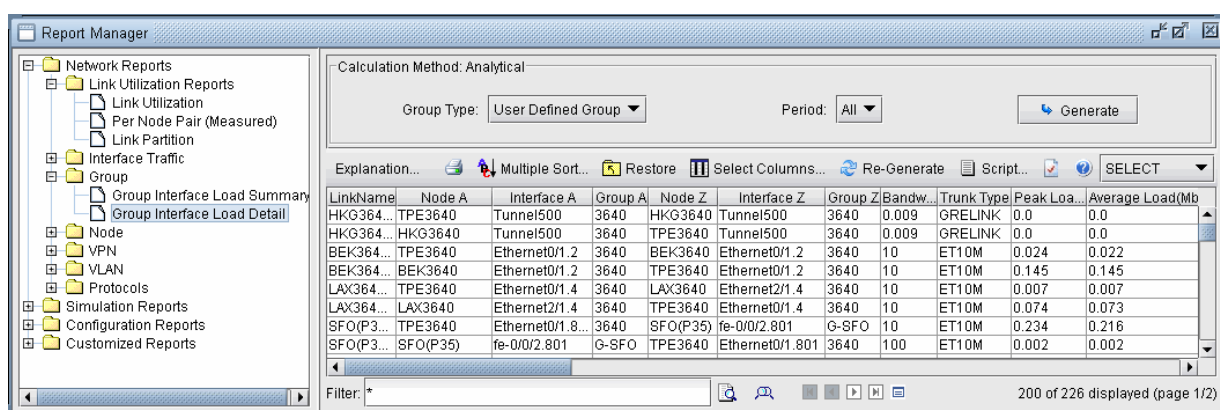 Report Manager
Network Reports
Link Utilization Reports
Link Utilization
Per Node Pair (Measured)
Link Partition
Interface Traffic
Group
Group Interface Load Summary
Group Interface Load Detail
Node
VPN
VLAN
Protocols
Simulation Reports
Configuration Reports
Customized Reports
Calculation Method: Analytical
Group Type: User Defined Group Period: All Generate
Explanation... Multiple Sort... Restore Select Columns... Re-Generate Script... SELECT
LinkName Node A Interface A Group A Node Z Interface Z Group Z Bandw... Trunk Type Peak Loa... Average Load(Mb
HKG364... TPE3640 Tunnel500 3640 HKG3640 Tunnel500 3640 0.009 GRELINK 0.0 0.0
HKG364... HKG3640 Tunnel500 3640 TPE3640 Tunnel500 3640 0.009 GRELINK 0.0 0.0
BEK364... TPE3640 Ethernet0/1.2 3640 BEK3640 Ethernet0/1.2 3640 10 ET10M 0.024 0.022
BEK364... BEK3640 Ethernet0/1.2 3640 TPE3640 Ethernet0/1.2 3640 10 ET10M 0.145 0.145
LAX364... TPE3640 Ethernet0/1.4 3640 LAX3640 Ethernet2/1.4 3640 10 ET10M 0.007 0.007
LAX364... LAX3640 Ethernet2/1.4 3640 TPE3640 Ethernet0/1.4 3640 10 ET10M 0.074 0.073
SFO(P3... TPE3640 Ethernet0/1.8... 3640 SFO(P35) fe-0/0/2.801 G-SFO 10 ET10M 0.234 0.216
SFO(P3... SFO(P35) fe-0/0/2.801 G-SFO TPE3640 Ethernet0/1.801 3640 100 ET10M 0.002 0.002
Filter: * 200 of 226 displayed (page 1/2)